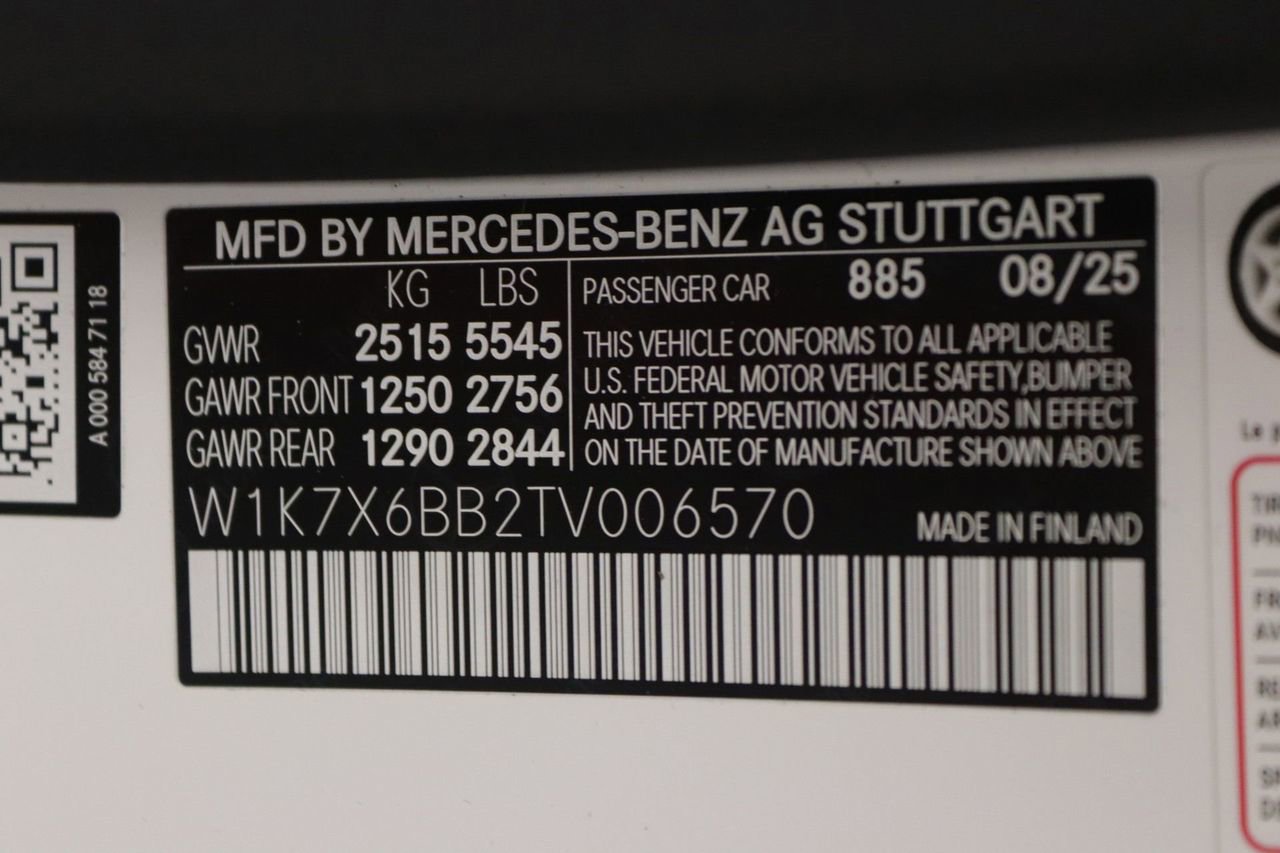 A 000 584 71 18
MFD BY MERCEDES-BENZ AG STUTTGART
KG LBS
GVWR 2515 5545
GAWR FRONT 1250 2756
GAWR REAR 1290 2844
PASSENGER CAR 885 08/25
THIS VEHICLE CONFORMS TO ALL APPLICABLE
U.S. FEDERAL MOTOR VEHICLE SAFETY,BUMPER
AND THEFT PREVENTION STANDARDS IN EFFECT
ON THE DATE OF MANUFACTURE SHOWN ABOVE
W1K7X6BB2TV006570
MADE IN FINLAND
Le